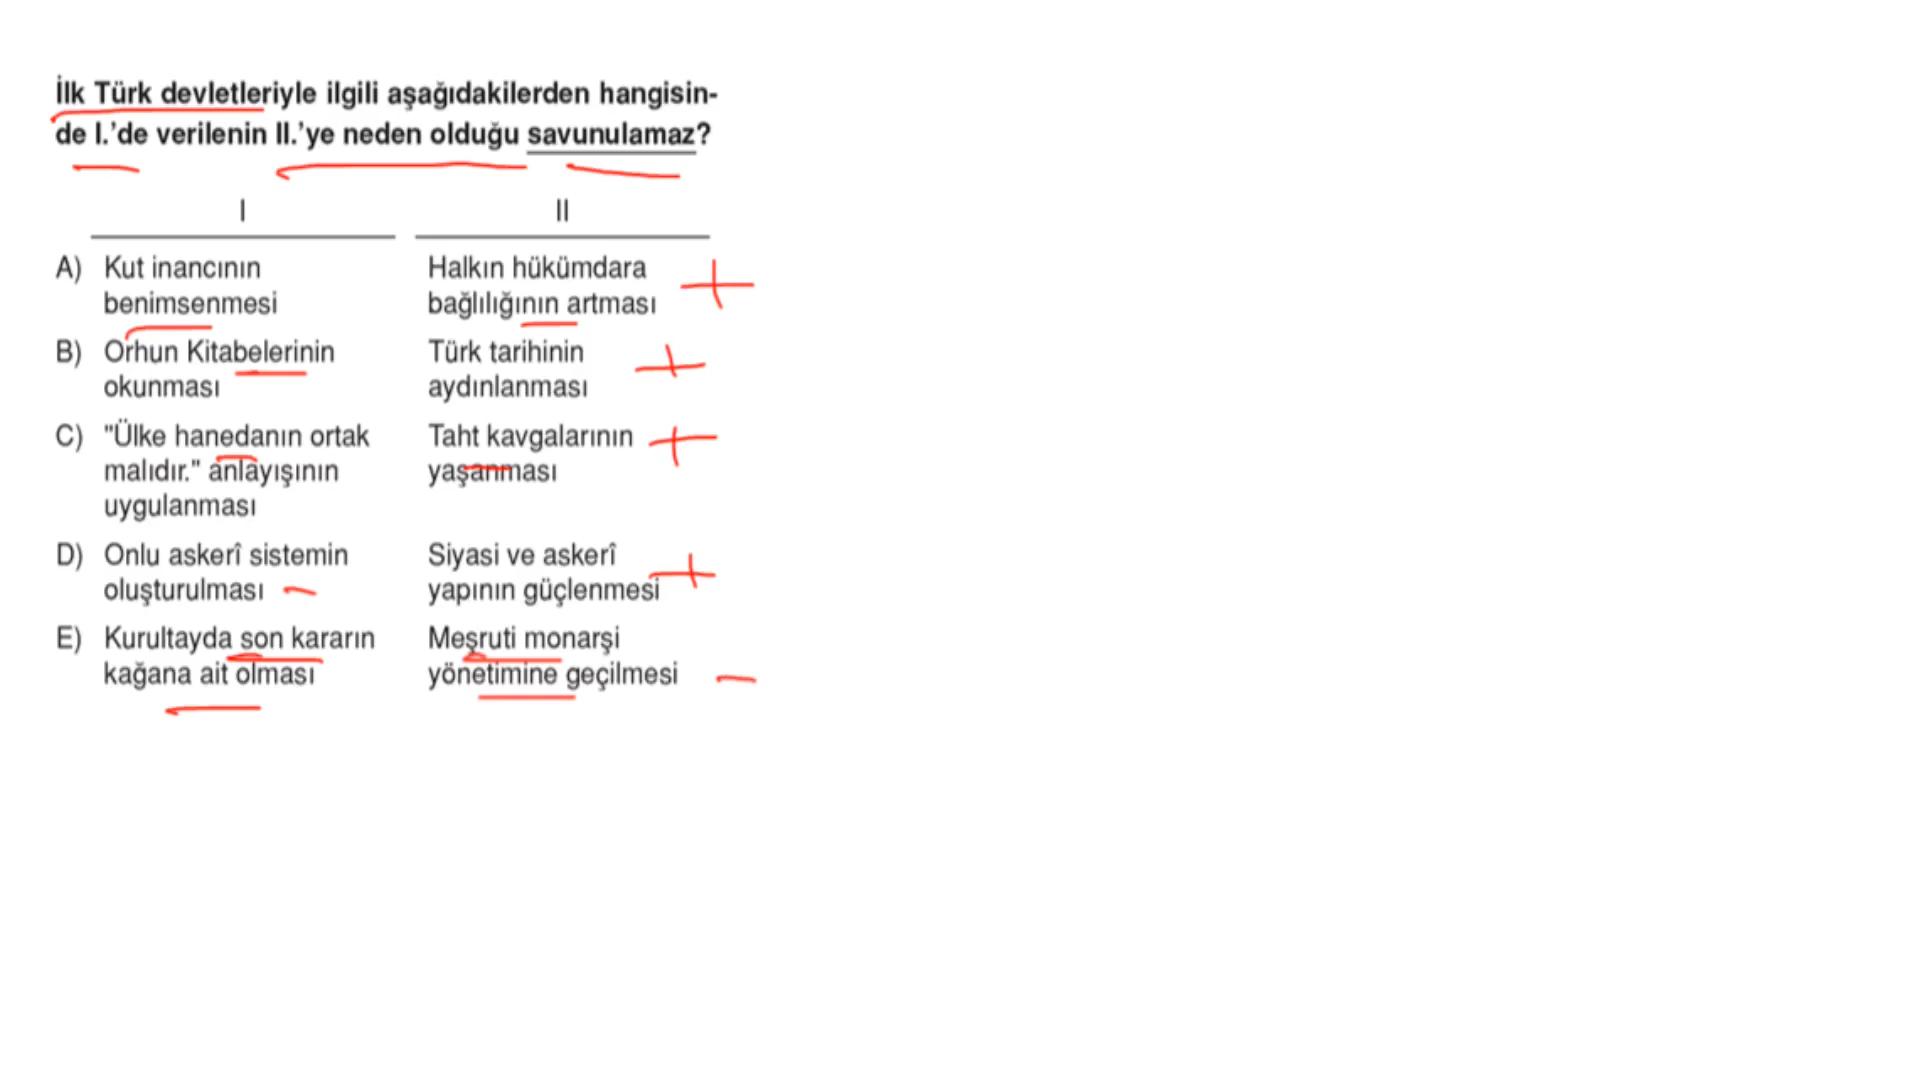 İlk Türk devletleriyle ilgili aşağıdakilerden hangisin-
de I.'de verilenin II.'ye neden olduğu savunulamaz?
I II
A) Kut inancının Halkın hükümdara
benimsenmesi bağlılığının artması
B) Orhun Kitabelerinin Türk tarihinin
okunması aydınlanması
C) "Ülke hanedanın ortak Taht kavgalarının
malıdır." anlayışının yaşanması
uygulanması
D) Onlu askerî sistemin Siyasi ve askerî
oluşturulması yapının güçlenmesi
E) Kurultayda son kararın Meşruti monarşi
kağana ait olması yönetimine geçilmesi